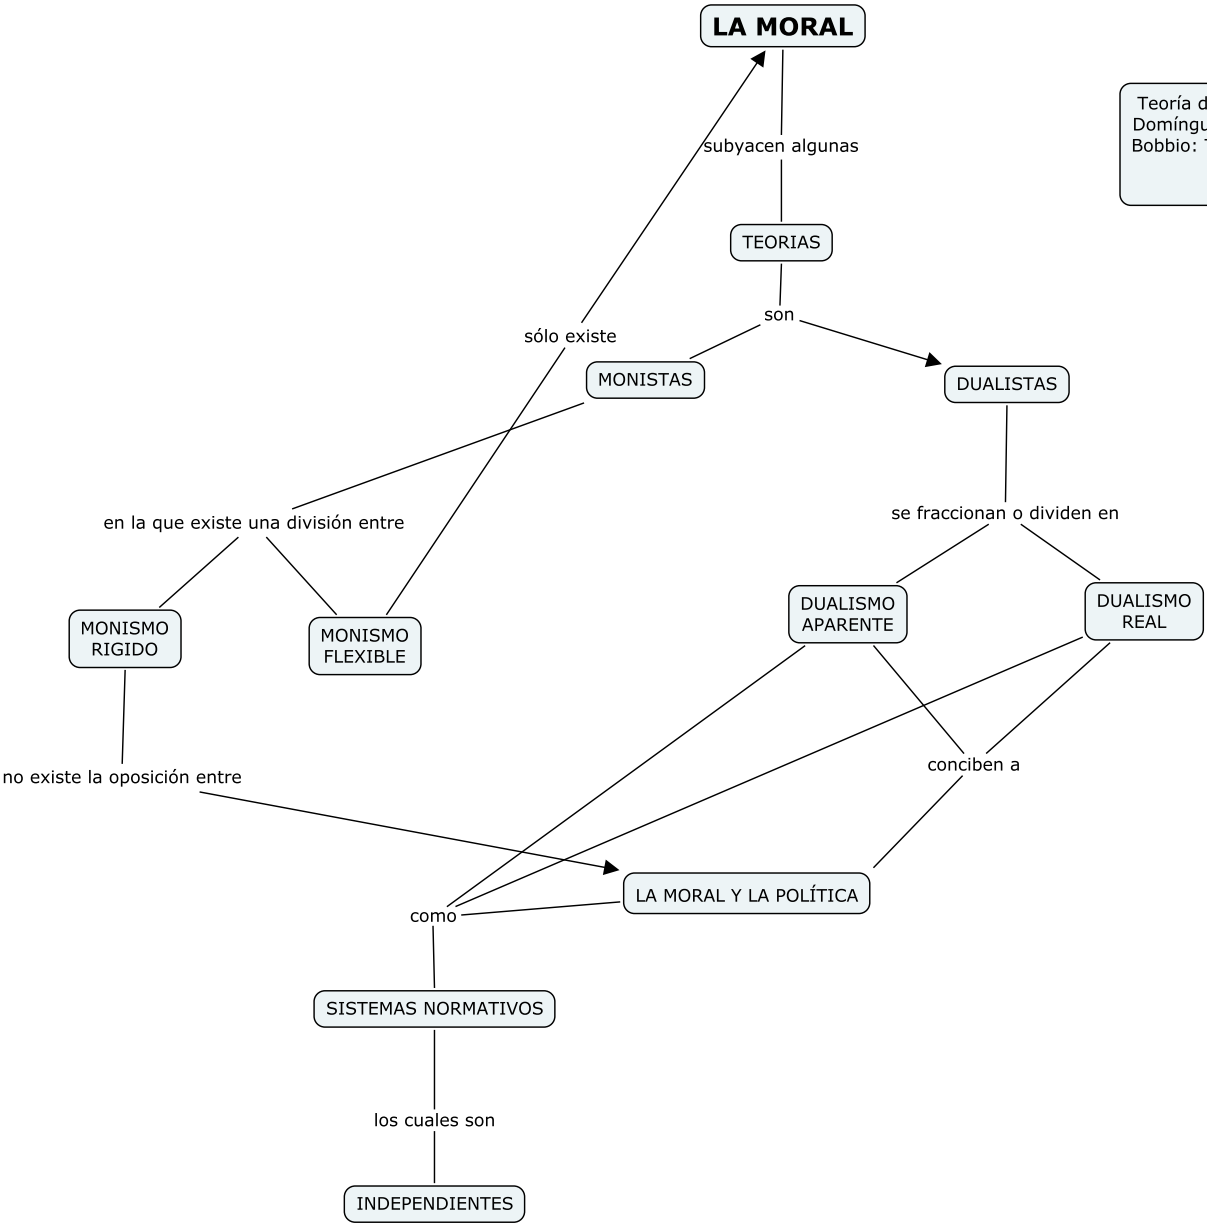 LA MORAL
Teoría
Bobbio:
subyacen algunas
TEORIAS
son
sólo existe
MONISTAS
DUALISTAS
en la que existe una división entre
se fraccionan o dividen en
DUALISMO
APARENTE
DUALISMO
REAL
MONISMO
RIGIDO
MONISMO
FLEXIBLE
no existe la oposición entre
conciben a
LA MORAL Y LA POLÍTICA
como
SISTEMAS NORMATIVOS
los cuales son
INDEPENDIENTES